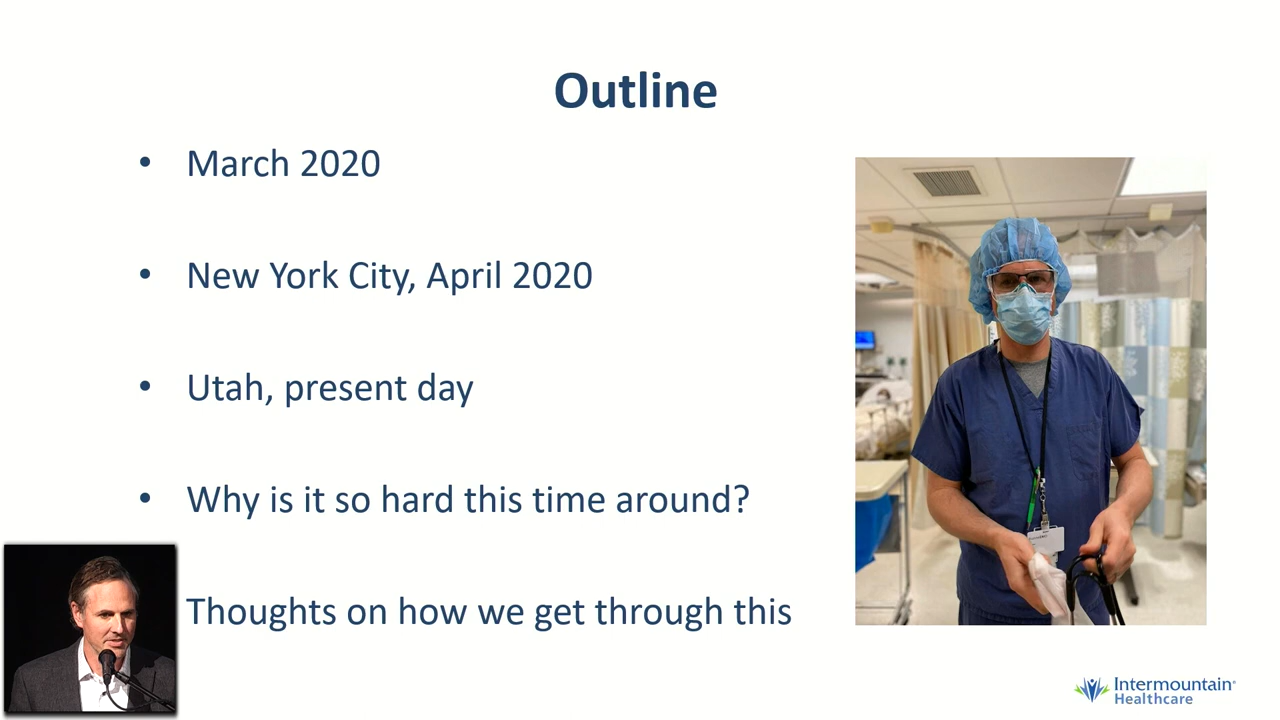 Outline
• March 2020
• New York City, April 2020
• Utah, present day
• Why is it so hard this time around?
Thoughts on how we get through this
Intermountain®
Healthcare